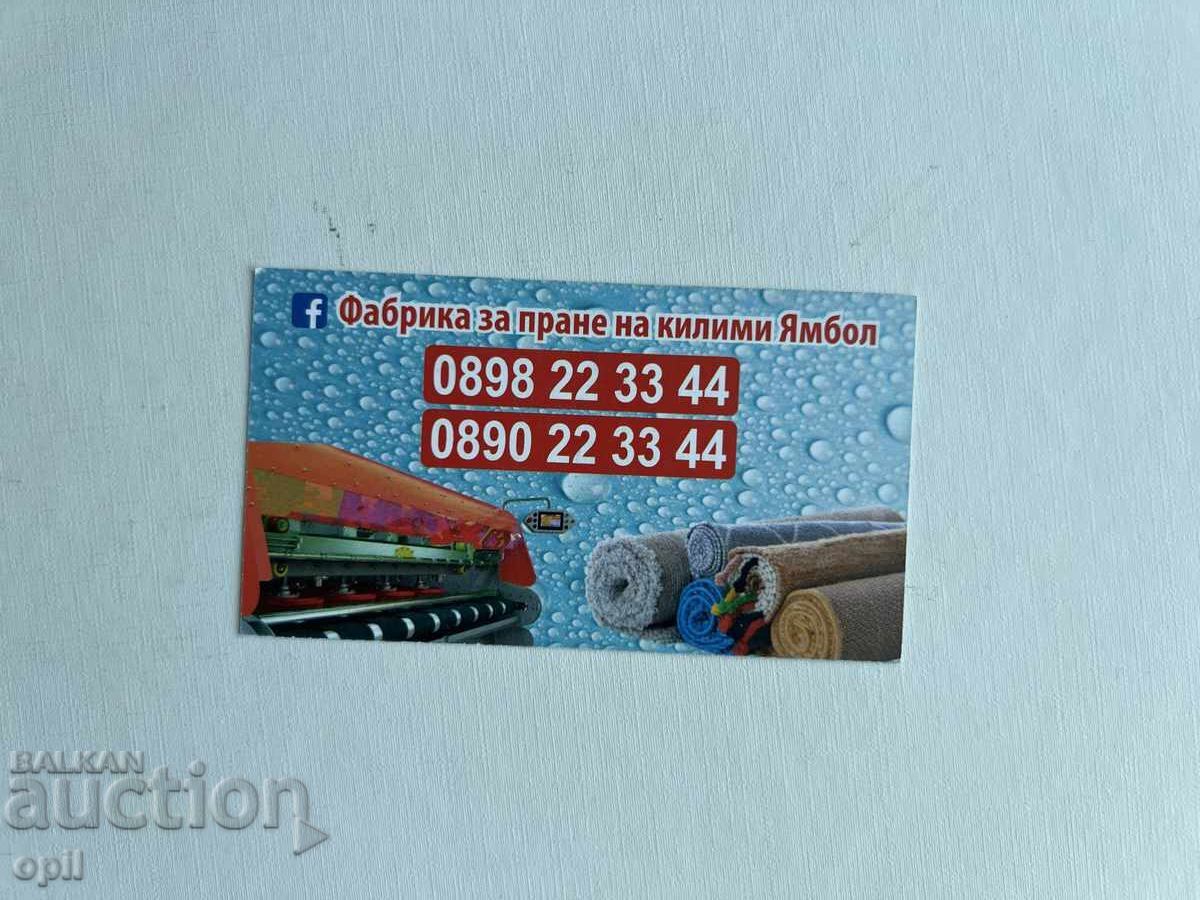 f Фабрика за пране на килими Ямбол
0898 22 33 44
0890 22 33 44
BALKAN
auction
opil